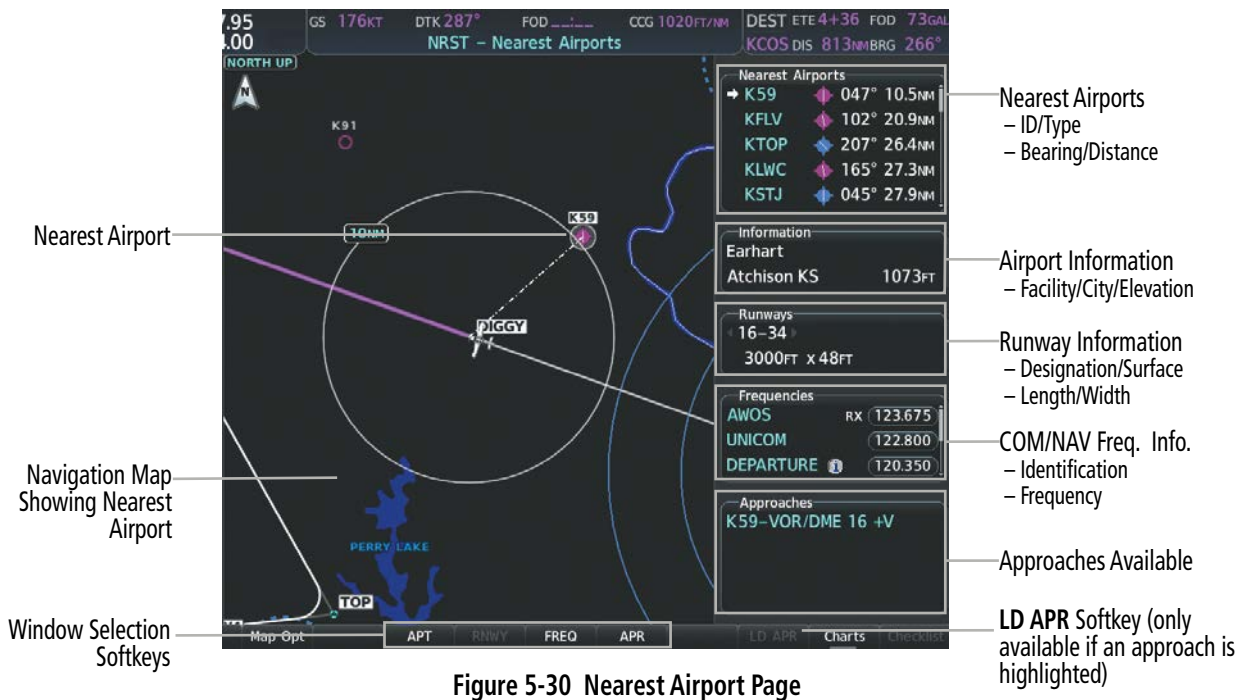 .95
.00
GS 176KT DTK 287° FOD __:__ CCG 1020FT/NM
NRST – Nearest Airports
DEST ETE 4+36 FOD 73GAL
KCOS DIS 813NM BRG 266°
NORTH UP
N
K91
10NM
K59
DIGGY
PERRY LAKE
TOP
Nearest Airports
K59 047° 10.5NM
KFLV 102° 20.9NM
KTOP 207° 26.4NM
KLWC 165° 27.3NM
KSTJ 045° 27.9NM
Information
Earhart
Atchison KS 1073FT
Runways
16–34
3000FT x 48FT
Frequencies
AWOS RX 123.675
UNICOM 122.800
DEPARTURE i 120.350
Approaches
K59–VOR/DME 16 +V
Map Opt APT RNWY FREQ APR LD APR Charts Checklist
Nearest Airport
Navigation Map
Showing Nearest
Airport
Window Selection
Softkeys
Nearest Airports
– ID/Type
– Bearing/Distance
Airport Information
– Facility/City/Elevation
Runway Information
– Designation/Surface
– Length/Width
COM/NAV Freq. Info.
– Identification
– Frequency
Approaches Available
LD APR Softkey (only
available if an approach is
highlighted)
Figure 5-30 Nearest Airport Page